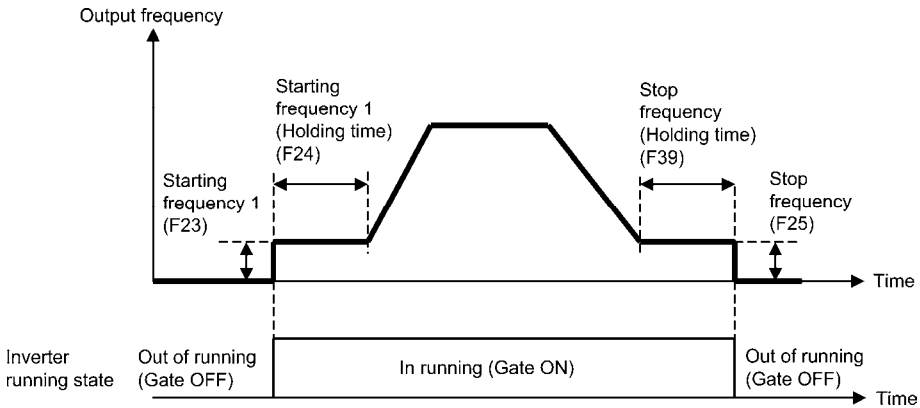 Output frequency
Starting
frequency 1
(Holding time)
(F24)
Stop
frequency
(Holding time)
(F39)
Starting
frequency 1
(F23)
Stop
frequency
(F25)
Time
Inverter
running state
Out of running
(Gate OFF)
In running (Gate ON)
Out of running
(Gate OFF)
Time